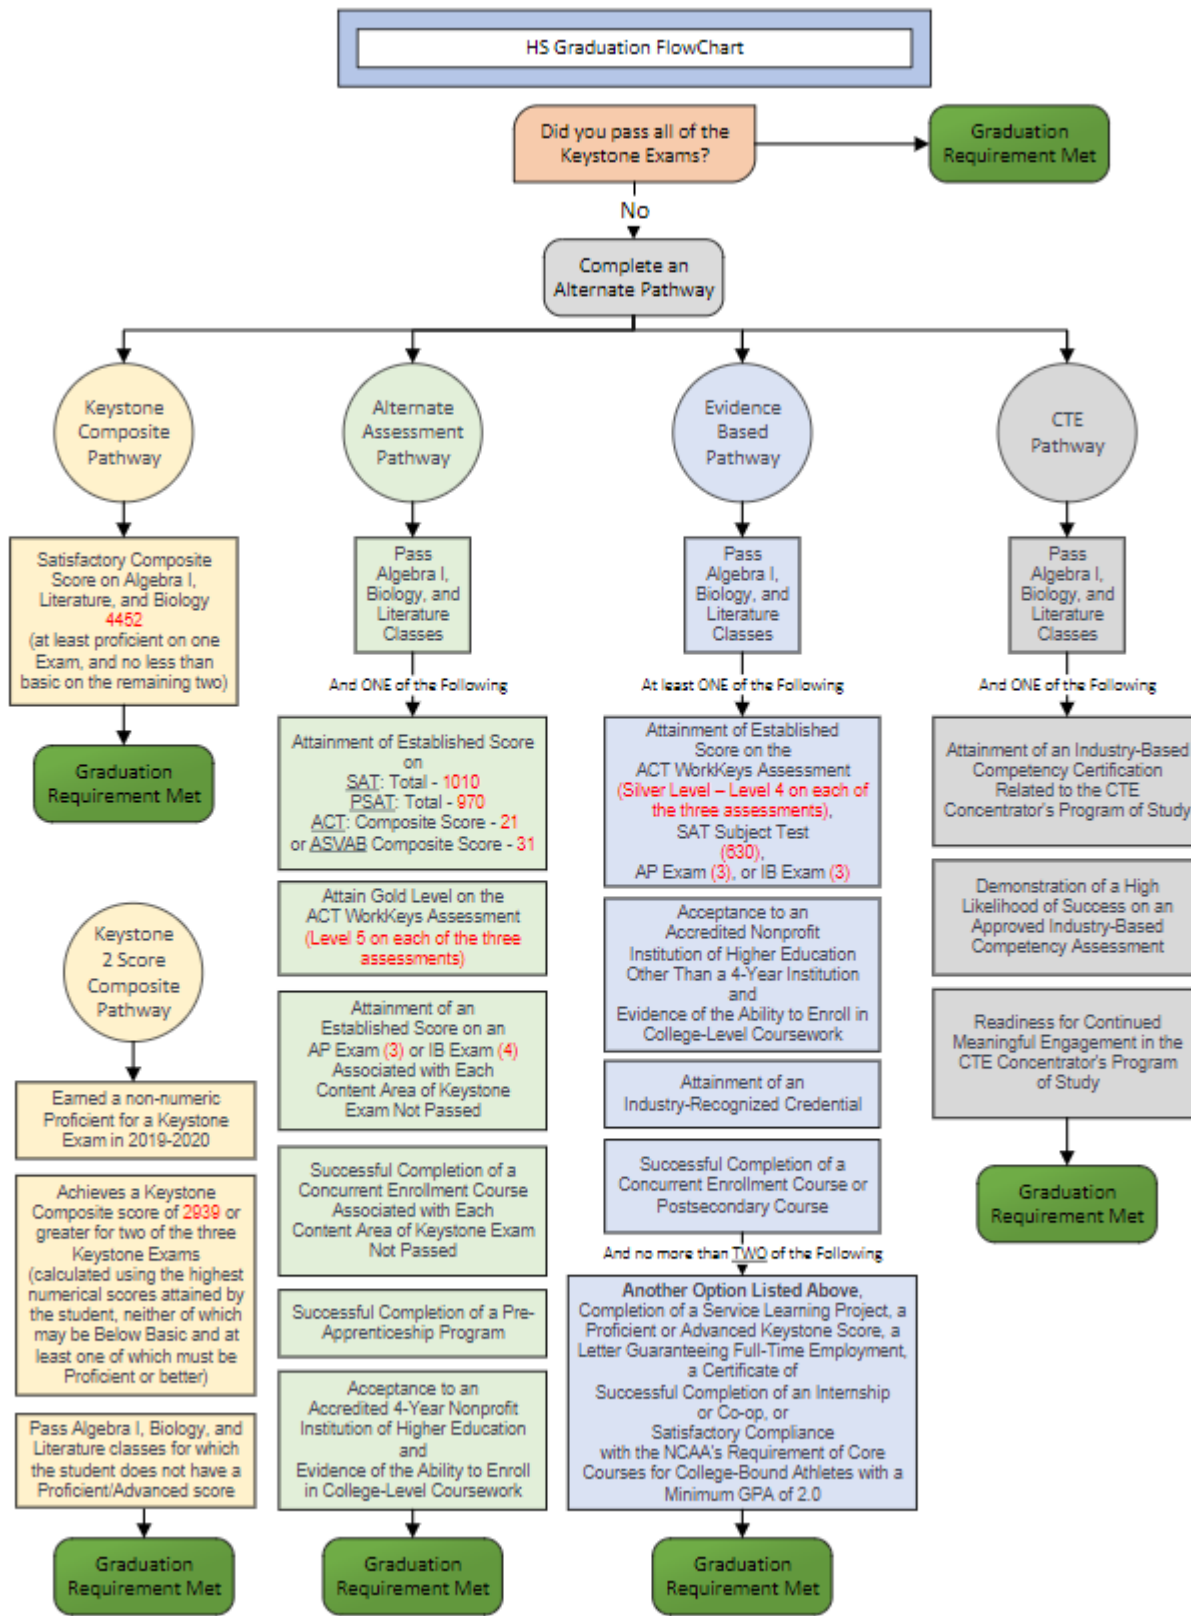 HS Graduation FlowChart
Did you pass all of the
Keystone Exams?
Graduation
Requirement Met
No
Complete an
Alternate Pathway
Keystone
Composite
Pathway
Satisfactory Composite
Score on Algebra I,
Literature, and Biology
4452
(at least proficient on one
Exam, and no less than
basic on the remaining two)
Graduation
Requirement Met
Keystone
2 Score
Composite
Pathway
Earned a non-numeric
Proficient for a Keystone
Exam in 2019-2020
Achieves a Keystone
Composite score of 2939 or
greater for two of the three
Keystone Exams
(calculated using the highest
numerical scores attained by
the student, neither of which
may be Below Basic and at
least one of which must be
Proficient or better)
Pass Algebra I, Biology, and
Literature classes for which
the student does not have a
Proficient/Advanced score
Graduation
Requirement Met
Alternate
Assessment
Pathway
Pass
Algebra I,
Biology, and
Literature
Classes
And ONE of the Following
Attainment of Established Score
on
SAT: Total - 1010
PSAT: Total - 970
ACT: Composite Score - 21
or ASVAB Composite Score - 31
Attain Gold Level on the
ACT WorkKeys Assessment
(Level 5 on each of the three
assessments)
Attainment of an
Established Score on an
AP Exam (3) or IB Exam (4)
Associated with Each
Content Area of Keystone
Exam Not Passed
Successful Completion of a
Concurrent Enrollment Course
Associated with Each
Content Area of Keystone Exam
Not Passed
Successful Completion of a Pre-
Apprenticeship Program
Acceptance to an
Accredited 4-Year Nonprofit
Institution of Higher Education
and
Evidence of the Ability to Enroll
in College-Level Coursework
Graduation
Requirement Met
Evidence
Based
Pathway
Pass
Algebra I,
Biology, and
Literature
Classes
At least ONE of the Following
Attainment of Established
Score on the
ACT WorkKeys Assessment
(Silver Level – Level 4 on each of
the three assessments),
SAT Subject Test
(630),
AP Exam (3), or IB Exam (3)
Acceptance to an
Accredited Nonprofit
Institution of Higher Education
Other Than a 4-Year Institution
and
Evidence of the Ability to Enroll in
College-Level Coursework
Attainment of an
Industry-Recognized Credential
Successful Completion of a
Concurrent Enrollment Course or
Postsecondary Course
And no more than TWO of the Following
Another Option Listed Above,
Completion of a Service Learning Project, a
Proficient or Advanced Keystone Score, a
Letter Guaranteeing Full-Time Employment,
a Certificate of
Successful Completion of an Internship
or Co-op, or
Satisfactory Compliance
with the NCAA's Requirement of Core
Courses for College-Bound Athletes with a
Minimum GPA of 2.0
Graduation
Requirement Met
CTE
Pathway
Pass
Algebra I,
Biology, and
Literature
Classes
And ONE of the Following
Attainment of an Industry-Based
Competency Certification
Related to the CTE
Concentrator's Program of Study
Demonstration of a High
Likelihood of Success on an
Approved Industry-Based
Competency Assessment
Readiness for Continued
Meaningful Engagement in the
CTE Concentrator's Program
of Study
Graduation
Requirement Met